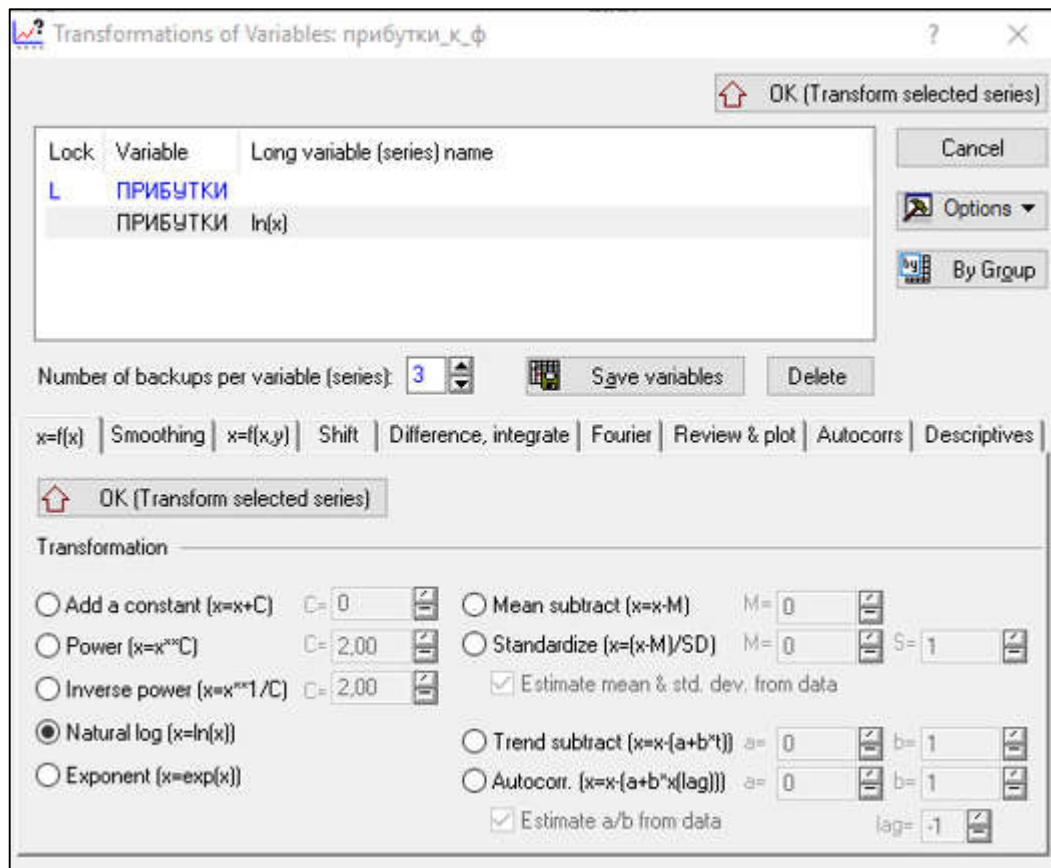 Transformations of Variables: прибутки_к_ф ? ×
OK (Transform selected series)
Lock Variable Long variable (series) name
L ПРИБУТКИ
ПРИБУТКИ ln(x)
Cancel
Options
By Group
Number of backups per variable (series): 3 Save variables Delete
x=f(x) Smoothing x=f(x,y) Shift Difference, integrate Fourier Review & plot Autocorrs Descriptives
OK (Transform selected series)
Transformation
Add a constant (x=x+C) C= 0 Mean subtract (x=x-M) M= 0
Power (x=x**C) C= 2,00 Standardize (x=(x-M)/SD) M= 0 S= 1
Inverse power (x=x**1/C) C= 2,00 Estimate mean & std. dev. from data
Natural log (x=ln(x)) Trend subtract (x=x-(a+b*t)) a= 0 b= 1
Exponent (x=exp(x)) Autocorr. (x=x-(a+b*x(lag))) a= 0 b= 1
Estimate a/b from data lag= -1